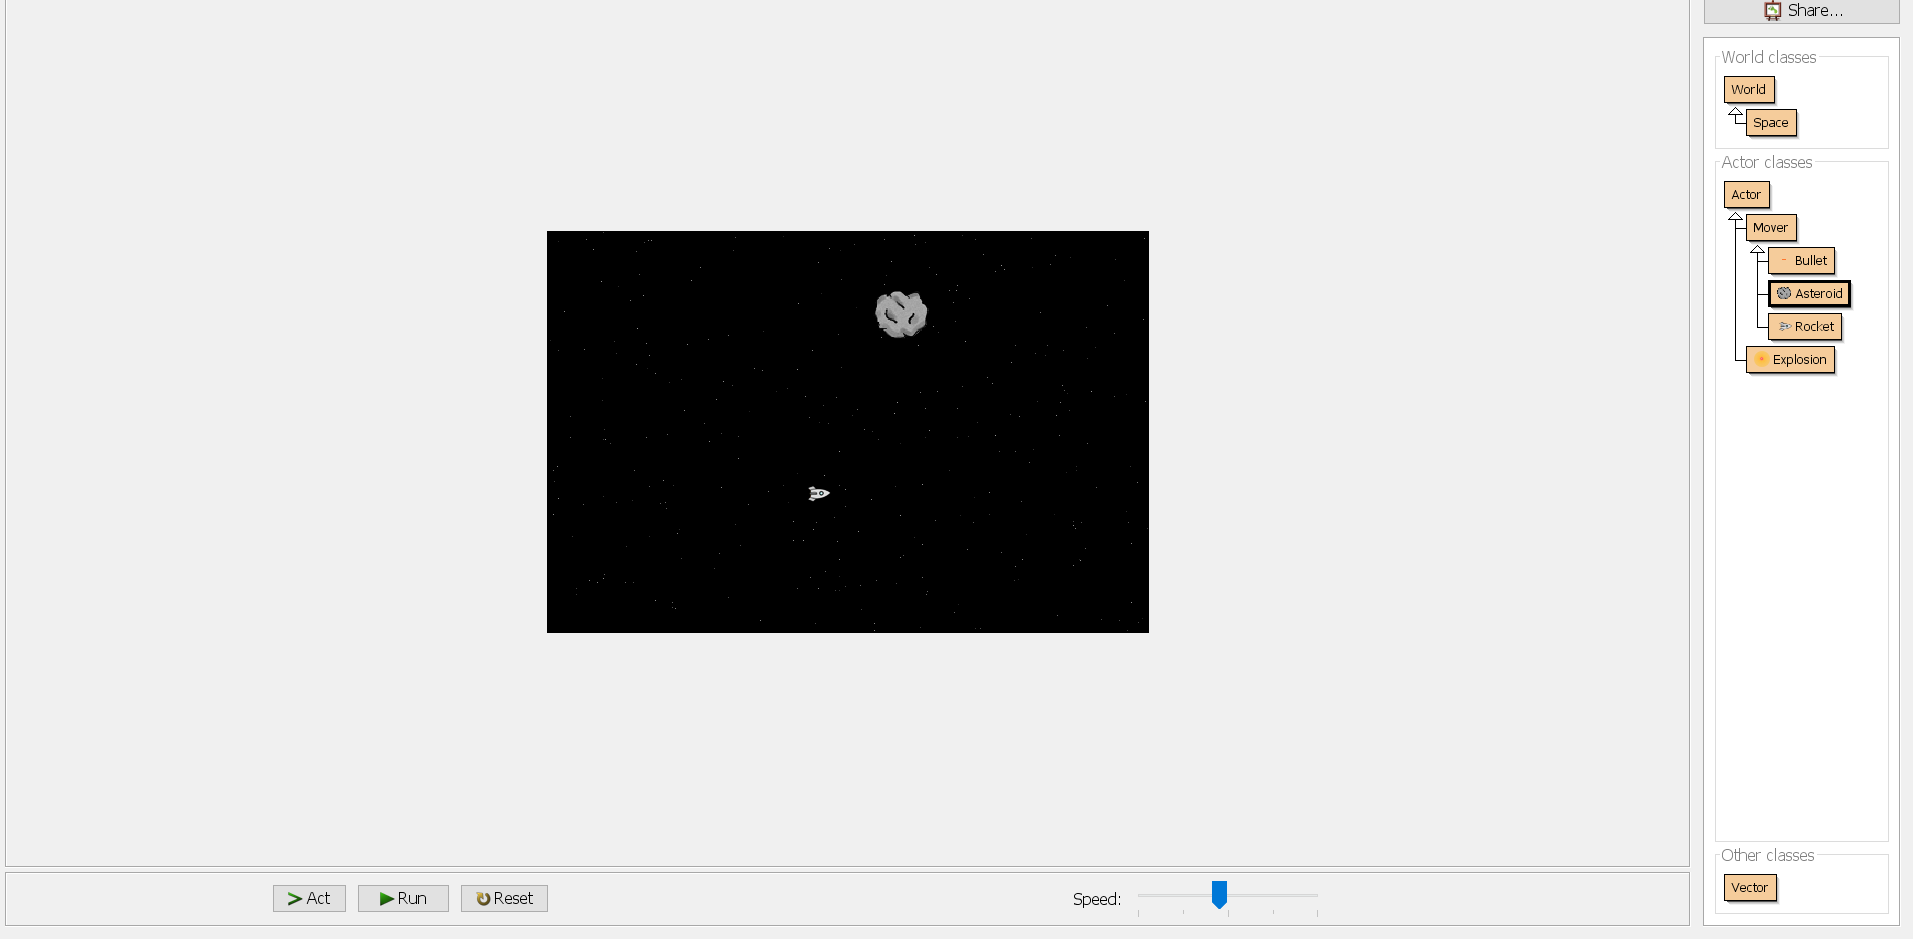 Share...
World classes
World
Space
Actor classes
Actor
Mover
Bullet
Asteroid
Rocket
Explosion
Other classes
Vector
Act
Run
Reset
Speed: